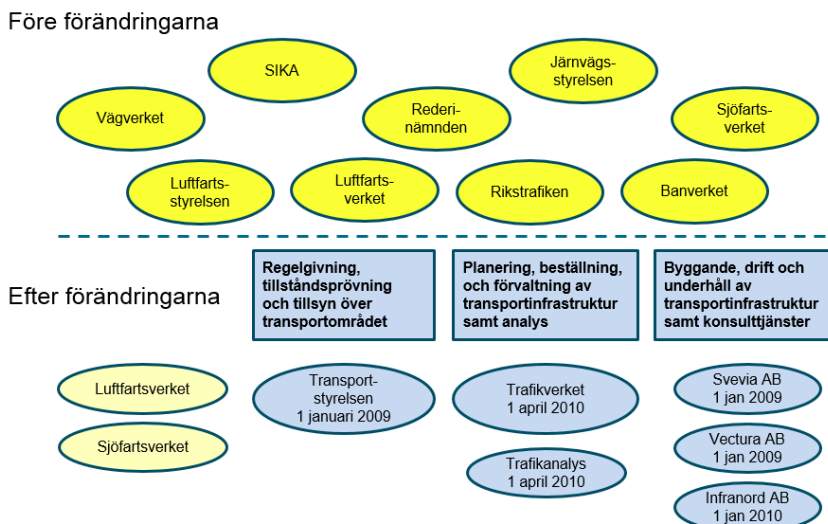 Före förändringarna
SIKA
Järnvägs-
styrelsen
Vägverket
Rederi-
nämnden
Sjöfarts-
verket
Luftfarts-
styrelsen
Luftfarts-
verket
Rikstrafiken
Banverket
Efter förändringarna
Regelgivning,
tillståndsprövning
och tillsyn över
transportområdet
Planering, beställning,
och förvaltning av
transportinfrastruktur
samt analys
Byggande, drift och
underhåll av
transportinfrastruktur
samt konsulttjänster
Luftfartsverket
Transport-
styrelsen
1 januari 2009
Trafikverket
1 april 2010
Svevia AB
1 jan 2009
Sjöfartsverket
Trafikanalys
1 april 2010
Vectura AB
1 jan 2009
Infranord AB
1 jan 2010